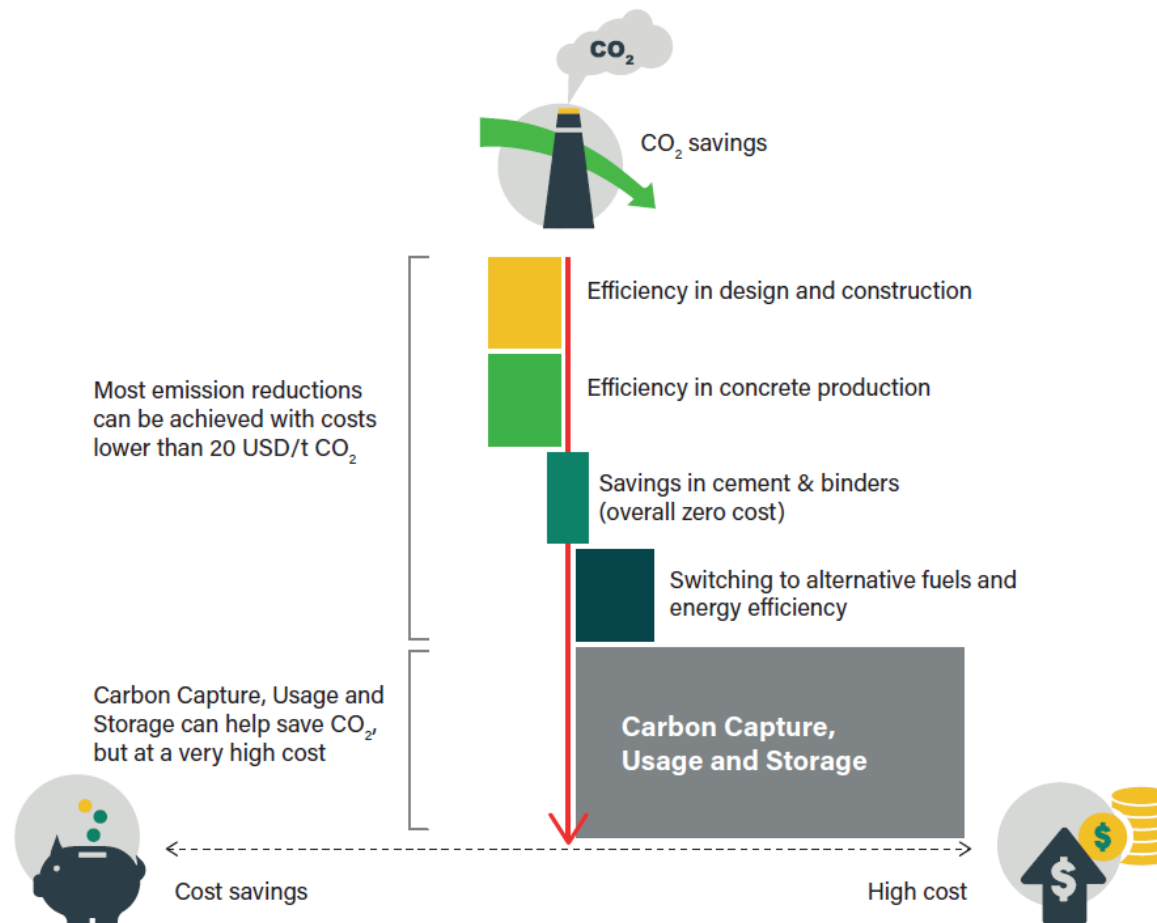 CO₂
CO₂ savings
Efficiency in design and construction
Efficiency in concrete production
Most emission reductions
can be achieved with costs
lower than 20 USD/t CO₂
Savings in cement & binders
(overall zero cost)
Switching to alternative fuels and
energy efficiency
Carbon Capture, Usage and
Storage can help save CO₂,
but at a very high cost
Carbon Capture,
Usage and Storage
$
$
Cost savings
High cost